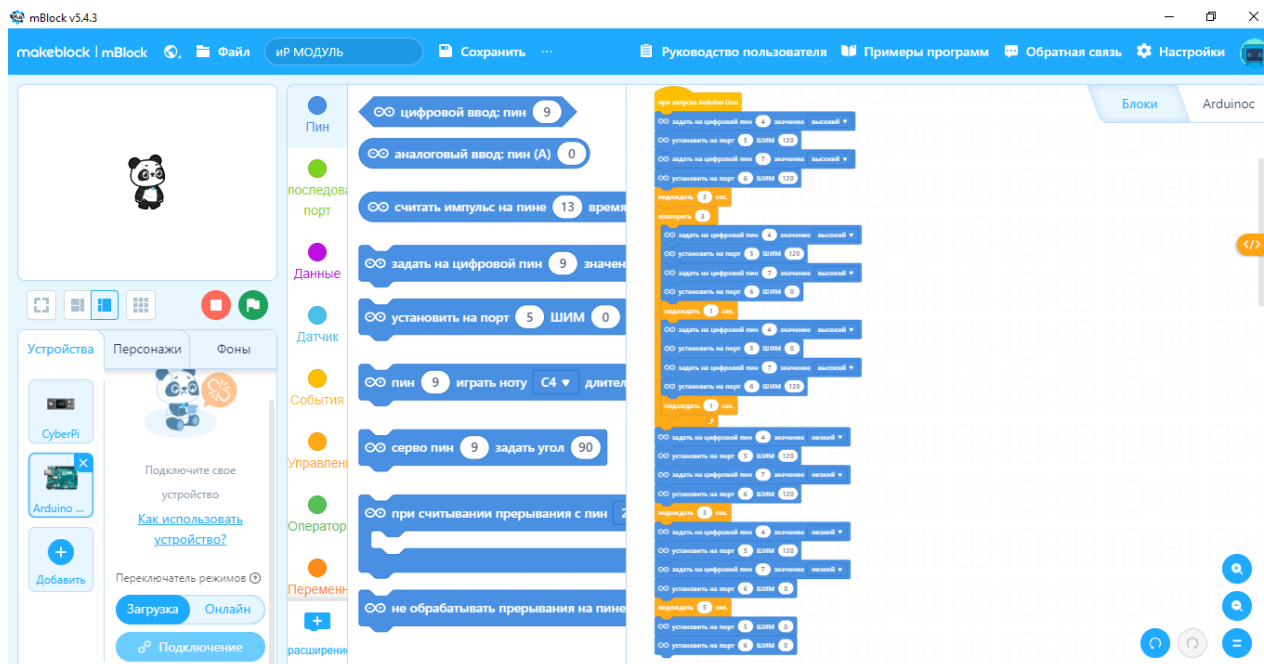 mBlock v5.4.3
makeblock | mBlock Файл иР МОДУЛЬ Сохранить ... Руководство пользователя Примеры программ Обратная связь Настройки
Блоки Arduinoc
Устройства Персонажи Фоны
CyberPi
Arduino ...
Добавить
Подключите свое
устройство
Как использовать
устройство?
Переключатель режимов
Загрузка Онлайн
Подключение
Пин
последова
порт
Данные
Датчик
События
Управлени
Оператор
Перемен
расширени
цифровой ввод: пин 9
аналоговый ввод: пин (A) 0
считать импульс на пине 13 время
задать на цифровой пин 9 значен
установить на порт 5 ШИМ 0
пин 9 играть ноту C4 длител
серво пин 9 задать угол 90
при считывании прерывания с пин 2
не обрабатывать прерывания на пине
при запуске Arduino Uno
задать на цифровой пин 4 значение высокий
установить на порт 5 ШИМ 120
задать на цифровой пин 7 значение высокий
установить на порт 6 ШИМ 120
подождать 3 сек.
повторить 3
задать на цифровой пин 4 значение высокий
установить на порт 5 ШИМ 120
задать на цифровой пин 7 значение высокий
установить на порт 6 ШИМ 0
подождать 1 сек.
задать на цифровой пин 4 значение высокий
установить на порт 5 ШИМ 0
задать на цифровой пин 7 значение высокий
установить на порт 6 ШИМ 120
подождать 1 сек.
задать на цифровой пин 4 значение низкий
установить на порт 5 ШИМ 120
задать на цифровой пин 7 значение низкий
установить на порт 6 ШИМ 120
подождать 3 сек.
задать на цифровой пин 4 значение низкий
установить на порт 5 ШИМ 120
задать на цифровой пин 7 значение низкий
установить на порт 6 ШИМ 0
подождать 5 сек.
установить на порт 5 ШИМ 0
установить на порт 6 ШИМ 0